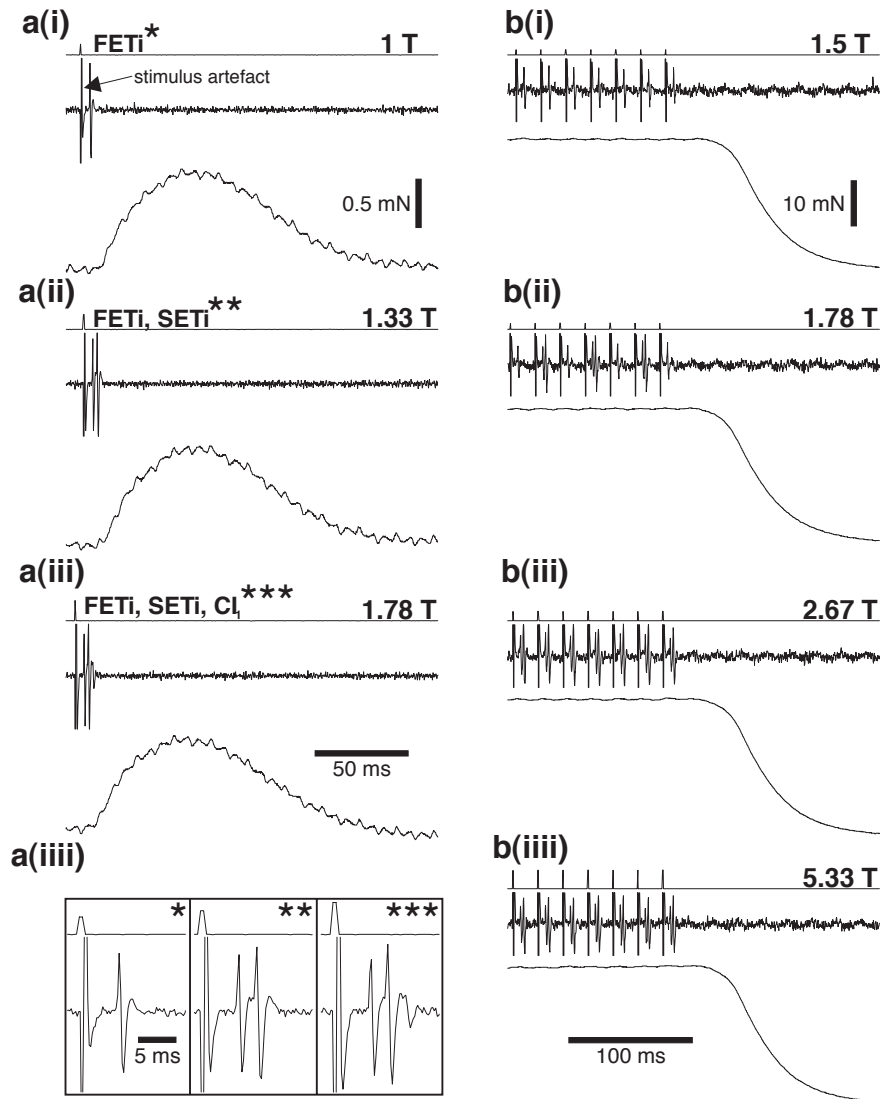 a(i)
FETi* 1 T
stimulus artefact
0.5 mN
a(ii)
FETi, SETi** 1.33 T
a(iii)
FETi, SETi, CI₁*** 1.78 T
50 ms
a(iiii)
* ** ***
5 ms
b(i)
1.5 T
10 mN
b(ii)
1.78 T
b(iii)
2.67 T
b(iiii)
5.33 T
100 ms